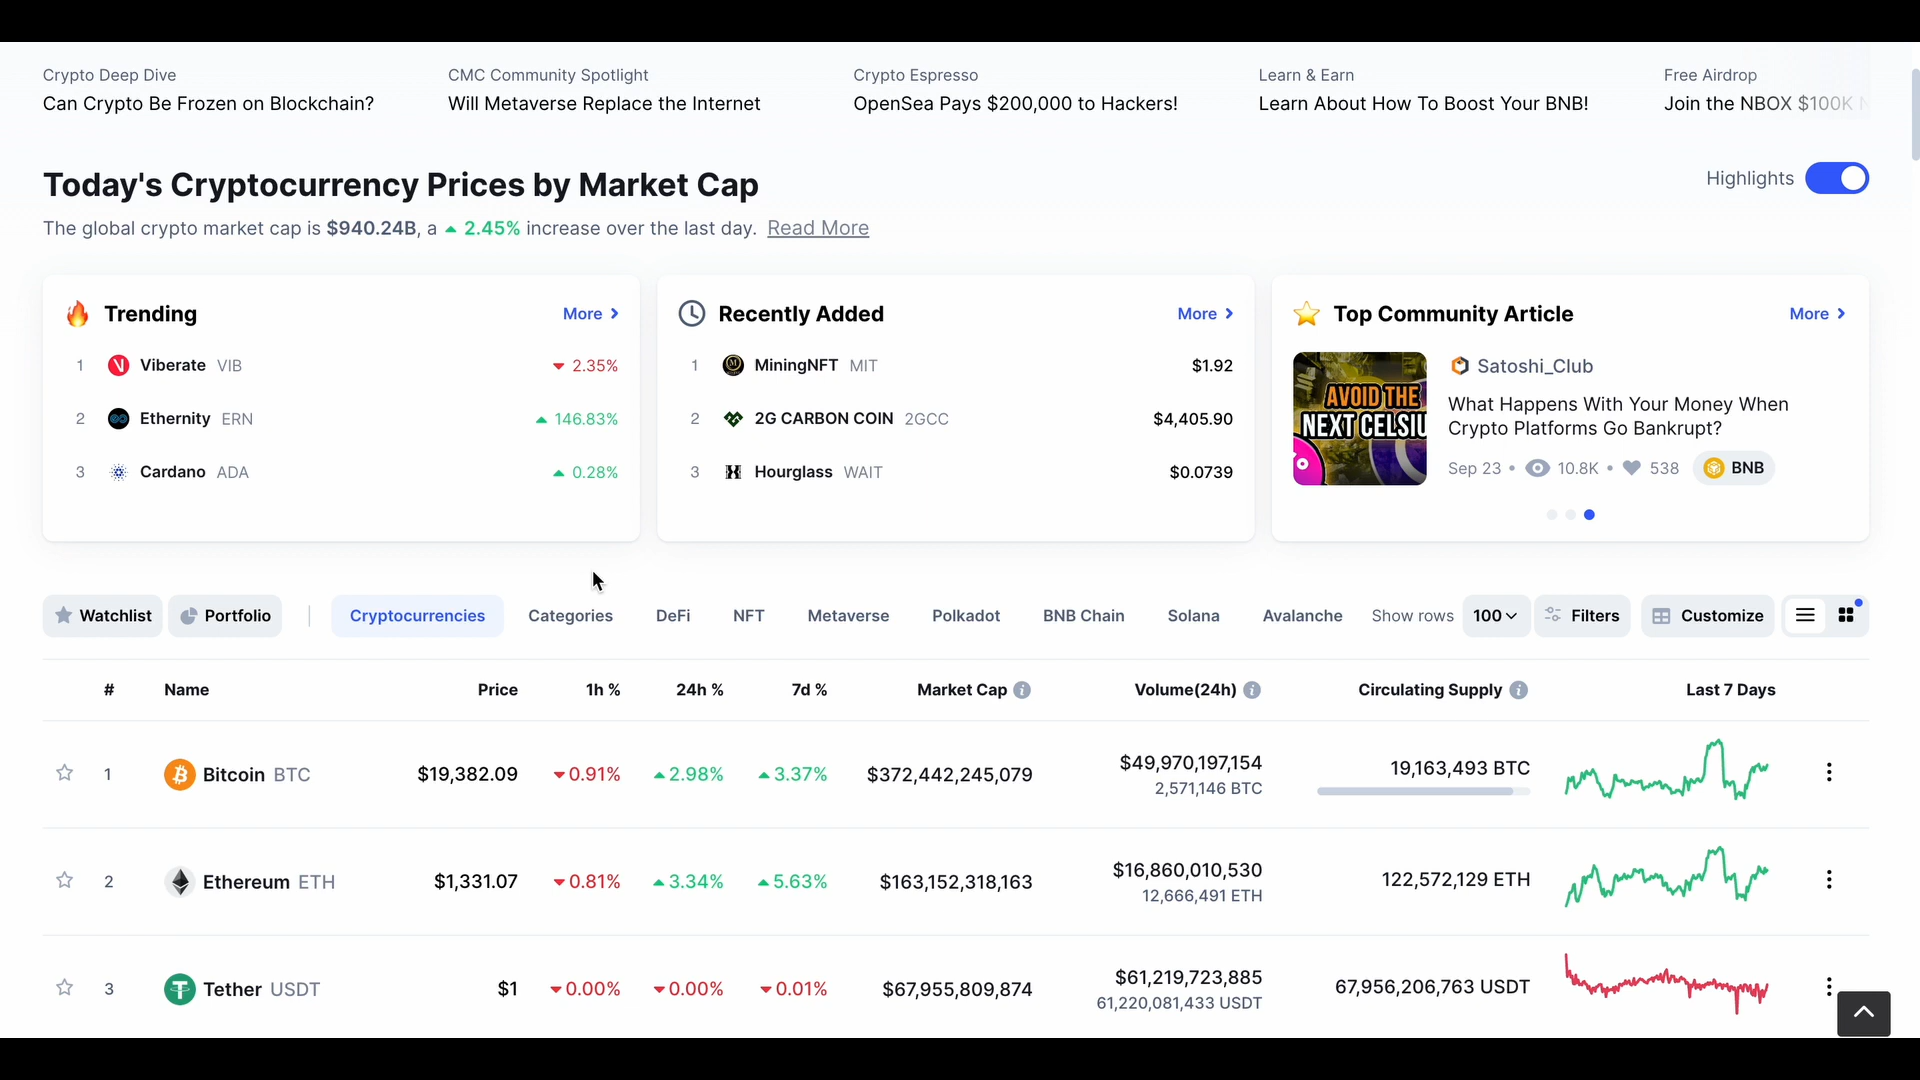 Crypto Deep Dive
Can Crypto Be Frozen on Blockchain?
CMC Community Spotlight
Will Metaverse Replace the Internet
Crypto Espresso
OpenSea Pays $200,000 to Hackers!
Learn & Earn
Learn About How To Boost Your BNB!
Free Airdrop
Join the NBOX $100K N
Today's Cryptocurrency Prices by Market Cap
Highlights
The global crypto market cap is $940.24B, a 2.45% increase over the last day. Read More
Trending More
1 Viberate VIB 2.35%
2 Ethernity ERN 146.83%
3 Cardano ADA 0.28%
Recently Added More
1 MiningNFT MIT $1.92
2 2G CARBON COIN 2GCC $4,405.90
3 Hourglass WAIT $0.0739
Top Community Article More
AVOID THE
NEXT CELSIU
Satoshi_Club
What Happens With Your Money When
Crypto Platforms Go Bankrupt?
Sep 23 • 10.8K • 538 BNB
Watchlist Portfolio Cryptocurrencies Categories DeFi NFT Metaverse Polkadot BNB Chain Solana Avalanche Show rows 100 Filters Customize
# Name Price 1h % 24h % 7d % Market Cap Volume(24h) Circulating Supply Last 7 Days
1 Bitcoin BTC $19,382.09 0.91% 2.98% 3.37% $372,442,245,079 $49,970,197,154 19,163,493 BTC
2,571,146 BTC
2 Ethereum ETH $1,331.07 0.81% 3.34% 5.63% $163,152,318,163 $16,860,010,530 122,572,129 ETH
12,666,491 ETH
3 Tether USDT $1 0.00% 0.00% 0.01% $67,955,809,874 $61,219,723,885 67,956,206,763 USDT
61,220,081,433 USDT